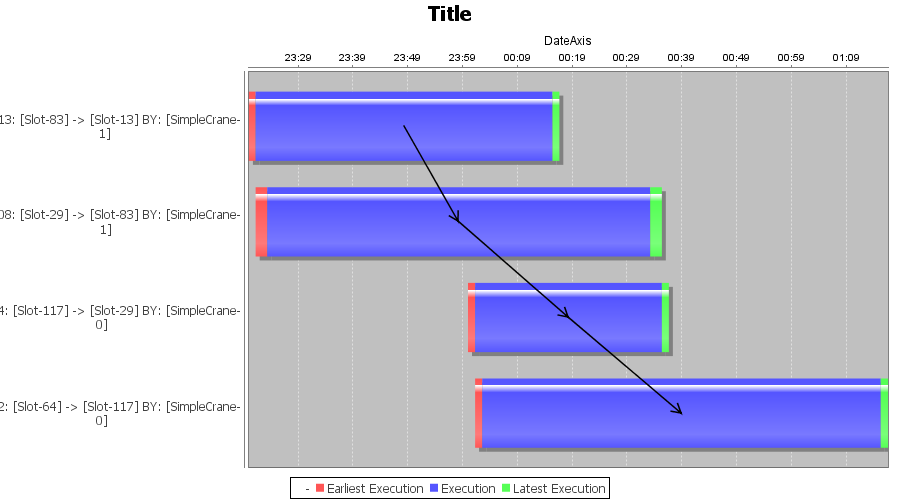 Title
DateAxis
23:29 23:39 23:49 23:59 00:09 00:19 00:29 00:39 00:49 00:59 01:09
13: [Slot-83] -> [Slot-13] BY: [SimpleCrane-
1]
08: [Slot-29] -> [Slot-83] BY: [SimpleCrane-
1]
4: [Slot-117] -> [Slot-29] BY: [SimpleCrane-
0]
2: [Slot-64] -> [Slot-117] BY: [SimpleCrane-
0]
- Earliest Execution Execution Latest Execution